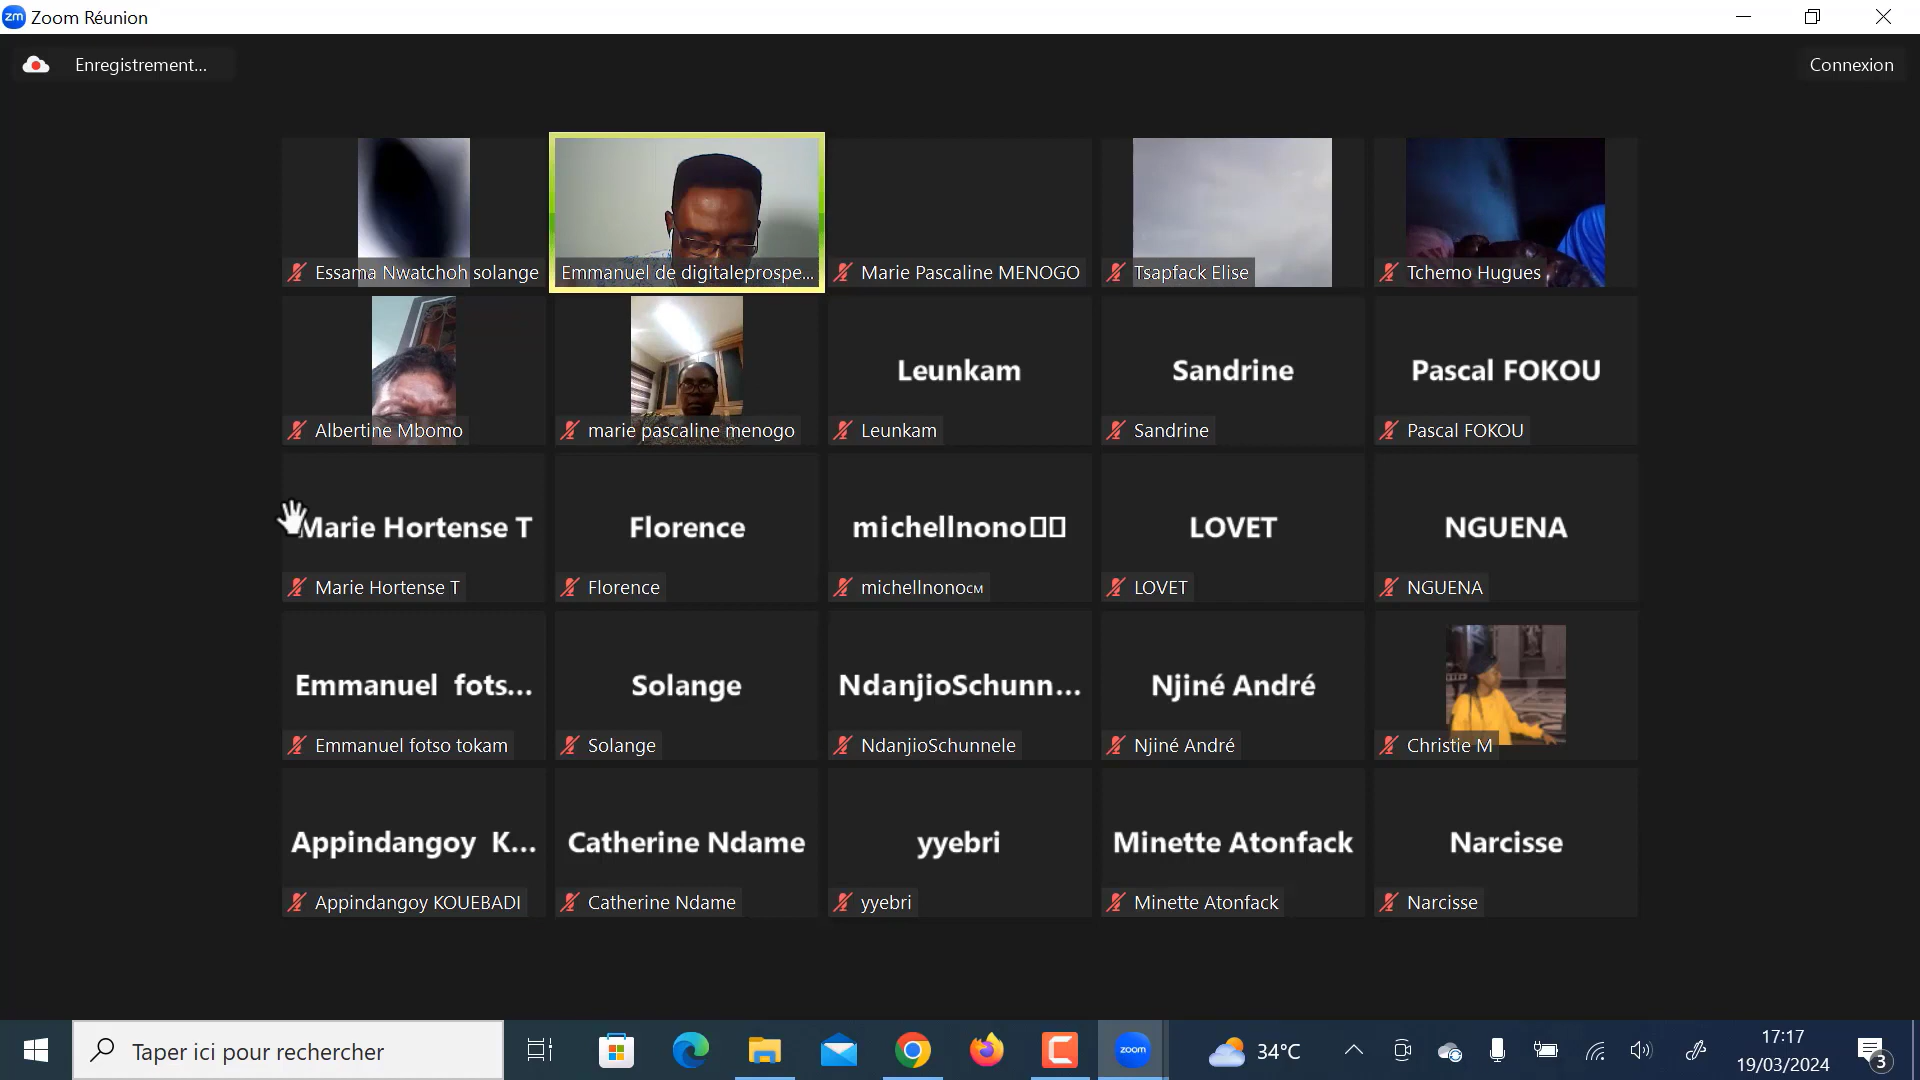 zm Zoom Réunion
Enregistrement...
Connexion
Essama Nwatchoh solange
Emmanuel de digitaleprospe...
Marie Pascaline MENOGO
Tsapfack Elise
Tchemo Hugues
Leunkam
Sandrine
Pascal FOKOU
Albertine Mbomo
marie pascaline menogo
Leunkam
Sandrine
Pascal FOKOU
Marie Hortense T
Florence
michellnono
LOVET
NGUENA
Marie Hortense T
Florence
michellnonoCM
LOVET
NGUENA
Emmanuel fots...
Solange
NdanjioSchunn...
Njiné André
Emmanuel fotso tokam
Solange
NdanjioSchunnele
Njiné André
Christie M
Appindangoy K...
Catherine Ndame
yyebri
Minette Atonfack
Narcisse
Appindangoy KOUEBADI
Catherine Ndame
yyebri
Minette Atonfack
Narcisse
Taper ici pour rechercher
zoom
34°C
17:17
19/03/2024
3